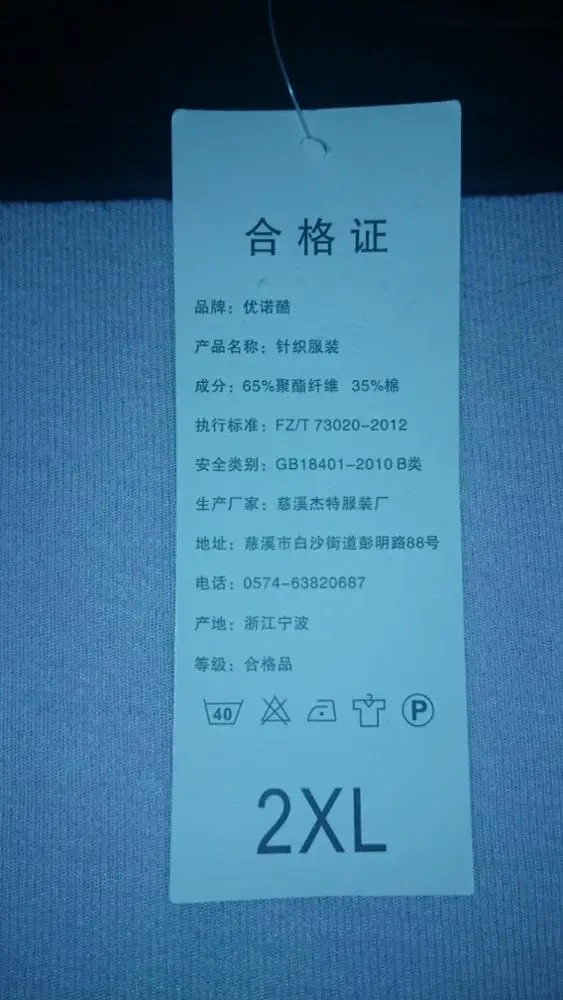 合格证
品牌：优诺酷
产品名称：针织服装
成分：65%聚酯纤维 35%棉
执行标准：FZ/T 73020-2012
安全类别：GB18401-2010 B类
生产厂家：慈溪杰特服装厂
地址：慈溪市白沙街道彭明路88号
电话：0574-63820687
产地：浙江宁波
等级：合格品
40 P
2XL